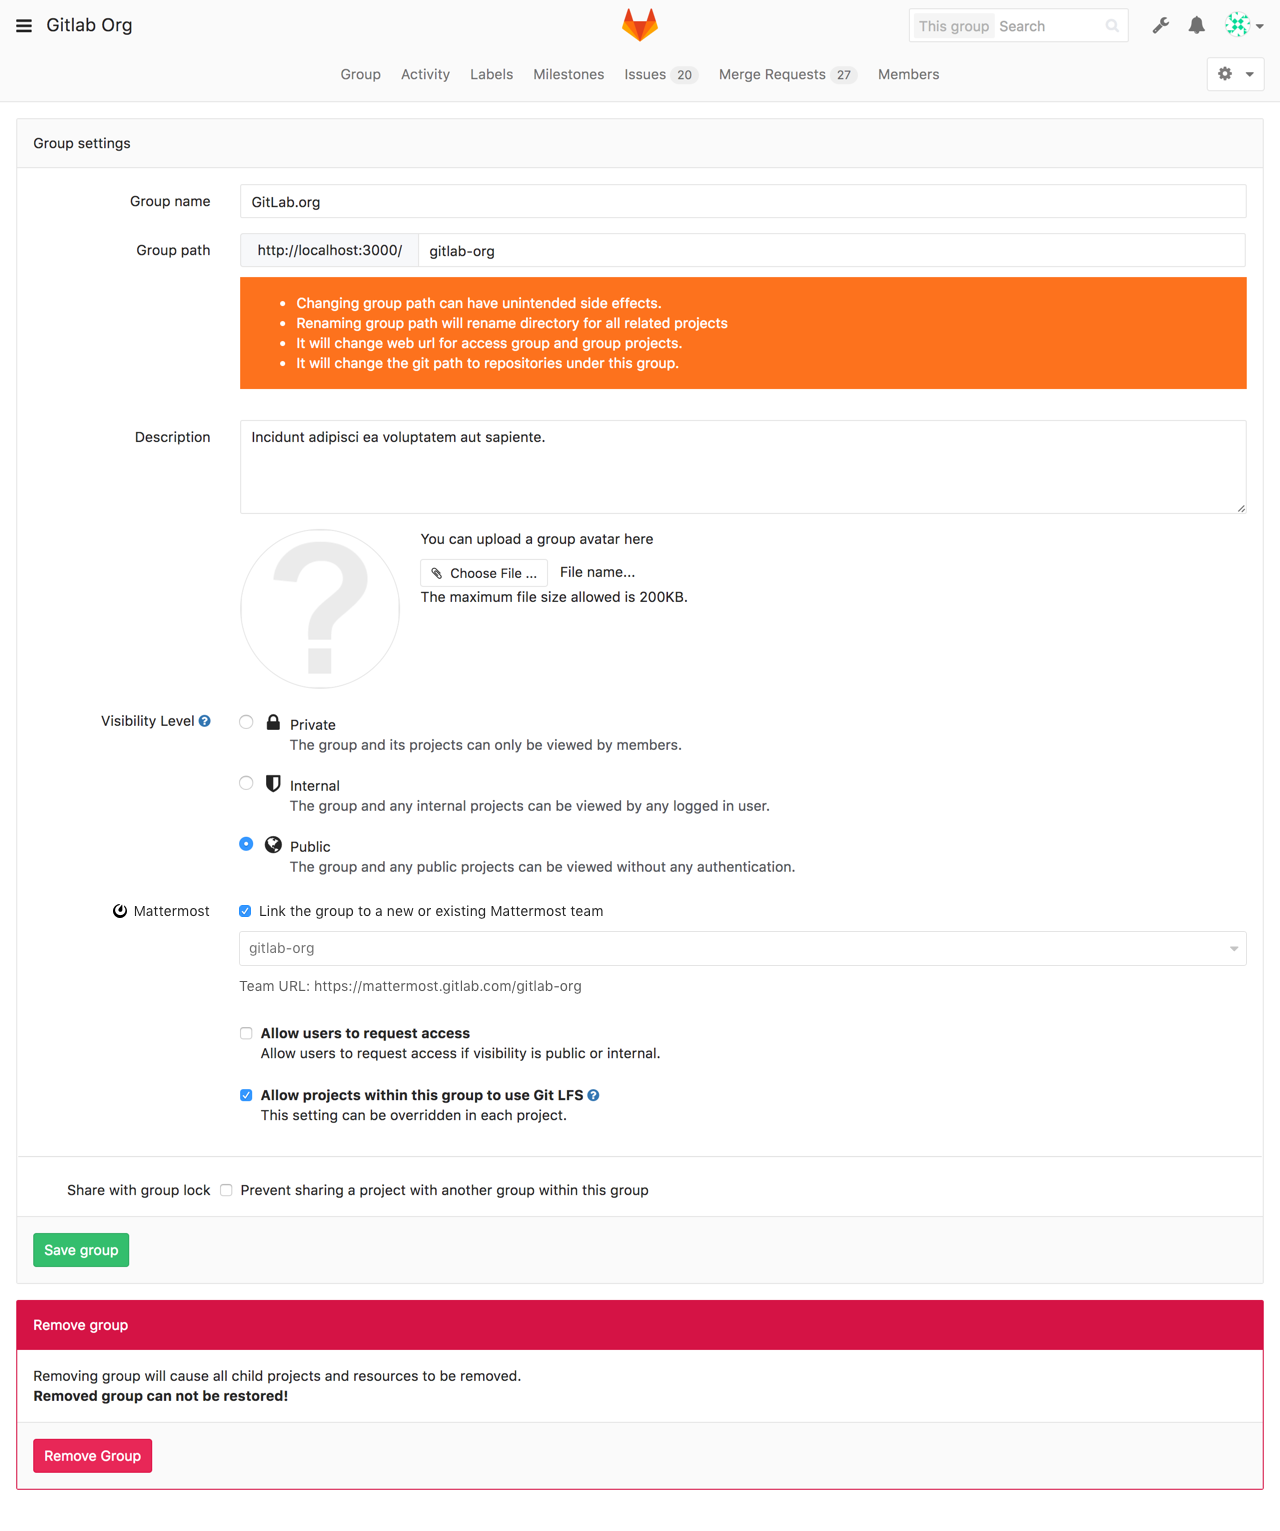 Gitlab Org
This group Search
Group Activity Labels Milestones Issues 20 Merge Requests 27 Members
Group settings
Group name GitLab.org
Group path http://localhost:3000/ gitlab-org
• Changing group path can have unintended side effects.
• Renaming group path will rename directory for all related projects
• It will change web url for access group and group projects.
• It will change the git path to repositories under this group.
Description Incidunt adipisci ea voluptatem aut sapiente.
You can upload a group avatar here
Choose File ... File name...
The maximum file size allowed is 200KB.
Visibility Level ? Private
The group and its projects can only be viewed by members.
Internal
The group and any internal projects can be viewed by any logged in user.
Public
The group and any public projects can be viewed without any authentication.
Mattermost Link the group to a new or existing Mattermost team
gitlab-org
Team URL: https://mattermost.gitlab.com/gitlab-org
Allow users to request access
Allow users to request access if visibility is public or internal.
Allow projects within this group to use Git LFS ?
This setting can be overridden in each project.
Share with group lock Prevent sharing a project with another group within this group
Save group
Remove group
Removing group will cause all child projects and resources to be removed.
Removed group can not be restored!
Remove Group